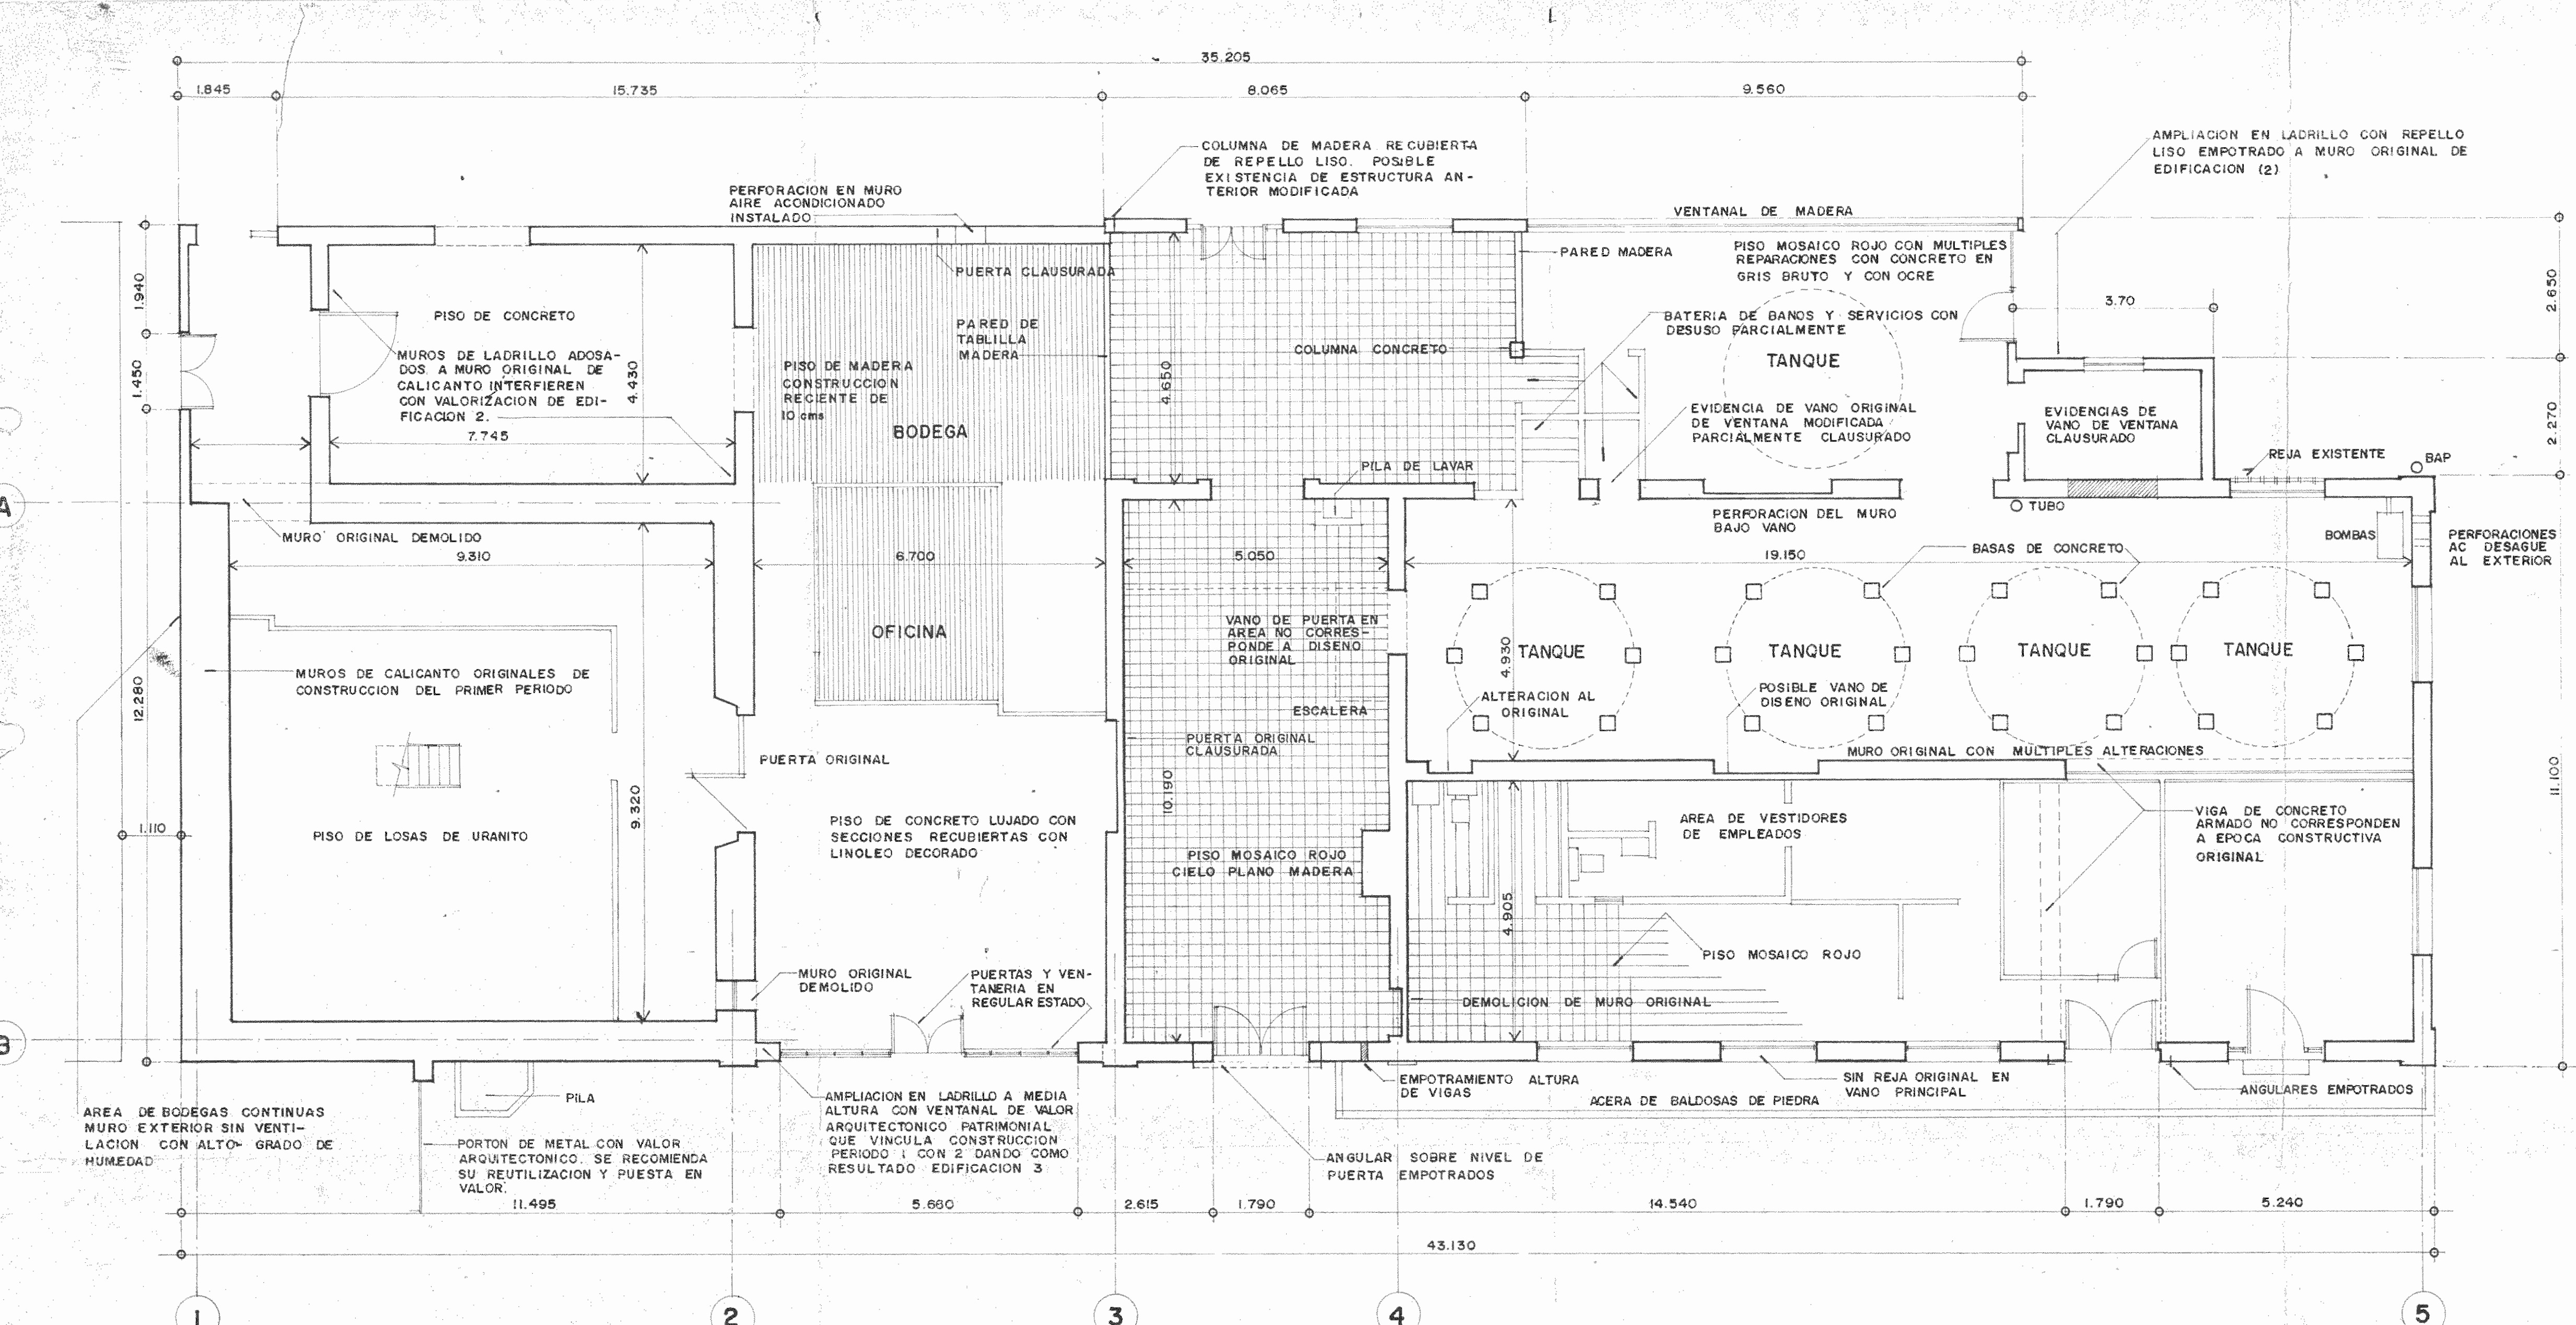 35.205
1.845
15.735
8.065
9.560
COLUMNA DE MADERA RECUBIERTA
DE REPELLO LISO. POSIBLE
EXISTENCIA DE ESTRUCTURA AN-
TERIOR MODIFICADA
AMPLIACION EN LADRILLO CON REPELLO
LISO EMPOTRADO A MURO ORIGINAL DE
EDIFICACION (2)
PERFORACION EN MURO
AIRE ACONDICIONADO
INSTALADO
VENTANAL DE MADERA
PARED MADERA
PISO MOSAICO ROJO CON MULTIPLES
REPARACIONES CON CONCRETO EN
GRIS BRUTO Y CON OCRE
1.940
1.450
PISO DE CONCRETO
MUROS DE LADRILLO ADOSA-
DOS A MURO ORIGINAL DE
CALICANTO INTERFIEREN
CON VALORIZACION DE EDI-
FICACION 2.
7.745
4.430
PUERTA CLAUSURADA
PARED DE
TABLILLA
MADERA
PISO DE MADERA
CONSTRUCCION
RECIENTE DE
10 cms
BODEGA
4.650
COLUMNA CONCRETO
BATERIA DE BANOS Y SERVICIOS CON
DESUSO PARCIALMENTE
TANQUE
EVIDENCIA DE VANO ORIGINAL
DE VENTANA MODIFICADA
PARCIALMENTE CLAUSURADO
3.70
2.650
2.270
EVIDENCIAS DE
VANO DE VENTANA
CLAUSURADO
REJA EXISTENTE
BAP
PILA DE LAVAR
A
MURO ORIGINAL DEMOLIDO
9.310
6.700
5.050
19.150
PERFORACION DEL MURO
BAJO VANO
TUBO
BASAS DE CONCRETO
BOMBAS
PERFORACIONES
AC DESAGUE
AL EXTERIOR
OFICINA
VANO DE PUERTA EN
AREA NO CORRES-
PONDE A DISENO
ORIGINAL
4.930
TANQUE
TANQUE
TANQUE
TANQUE
12.280
MUROS DE CALICANTO ORIGINALES DE
CONSTRUCCION DEL PRIMER PERIODO
ESCALERA
ALTERACION AL
ORIGINAL
POSIBLE VANO DE
DISENO ORIGINAL
PUERTA ORIGINAL
CLAUSURADA
MURO ORIGINAL CON MULTIPLES ALTERACIONES
PUERTA ORIGINAL
1.110
9.320
10.190
11.100
PISO DE LOSAS DE URANITO
PISO DE CONCRETO LUJADO CON
SECCIONES RECUBIERTAS CON
LINOLEO DECORADO
PISO MOSAICO ROJO
CIELO PLANO MADERA
AREA DE VESTIDORES
DE EMPLEADOS
VIGA DE CONCRETO
ARMADO NO CORRESPONDEN
A EPOCA CONSTRUCTIVA
ORIGINAL
4.905
PISO MOSAICO ROJO
MURO ORIGINAL
DEMOLIDO
PUERTAS Y VEN-
TANERIA EN
REGULAR ESTADO
DEMOLICION DE MURO ORIGINAL
B
AREA DE BODEGAS CONTINUAS
MURO EXTERIOR SIN VENTI-
LACION CON ALTO GRADO DE
HUMEDAD
PILA
PORTON DE METAL CON VALOR
ARQUITECTONICO. SE RECOMIENDA
SU REUTILIZACION Y PUESTA EN
VALOR.
AMPLIACION EN LADRILLO A MEDIA
ALTURA CON VENTANAL DE VALOR
ARQUITECTONICO PATRIMONIAL
QUE VINCULA CONSTRUCCION
PERIODO 1 CON 2 DANDO COMO
RESULTADO EDIFICACION 3
EMPOTRAMIENTO ALTURA
DE VIGAS
ACERA DE BALDOSAS DE PIEDRA
SIN REJA ORIGINAL EN
VANO PRINCIPAL
ANGULARES EMPOTRADOS
ANGULAR SOBRE NIVEL DE
PUERTA EMPOTRADOS
11.495
5.660
2.615
1.790
14.540
1.790
5.240
43.130
1
2
3
4
5